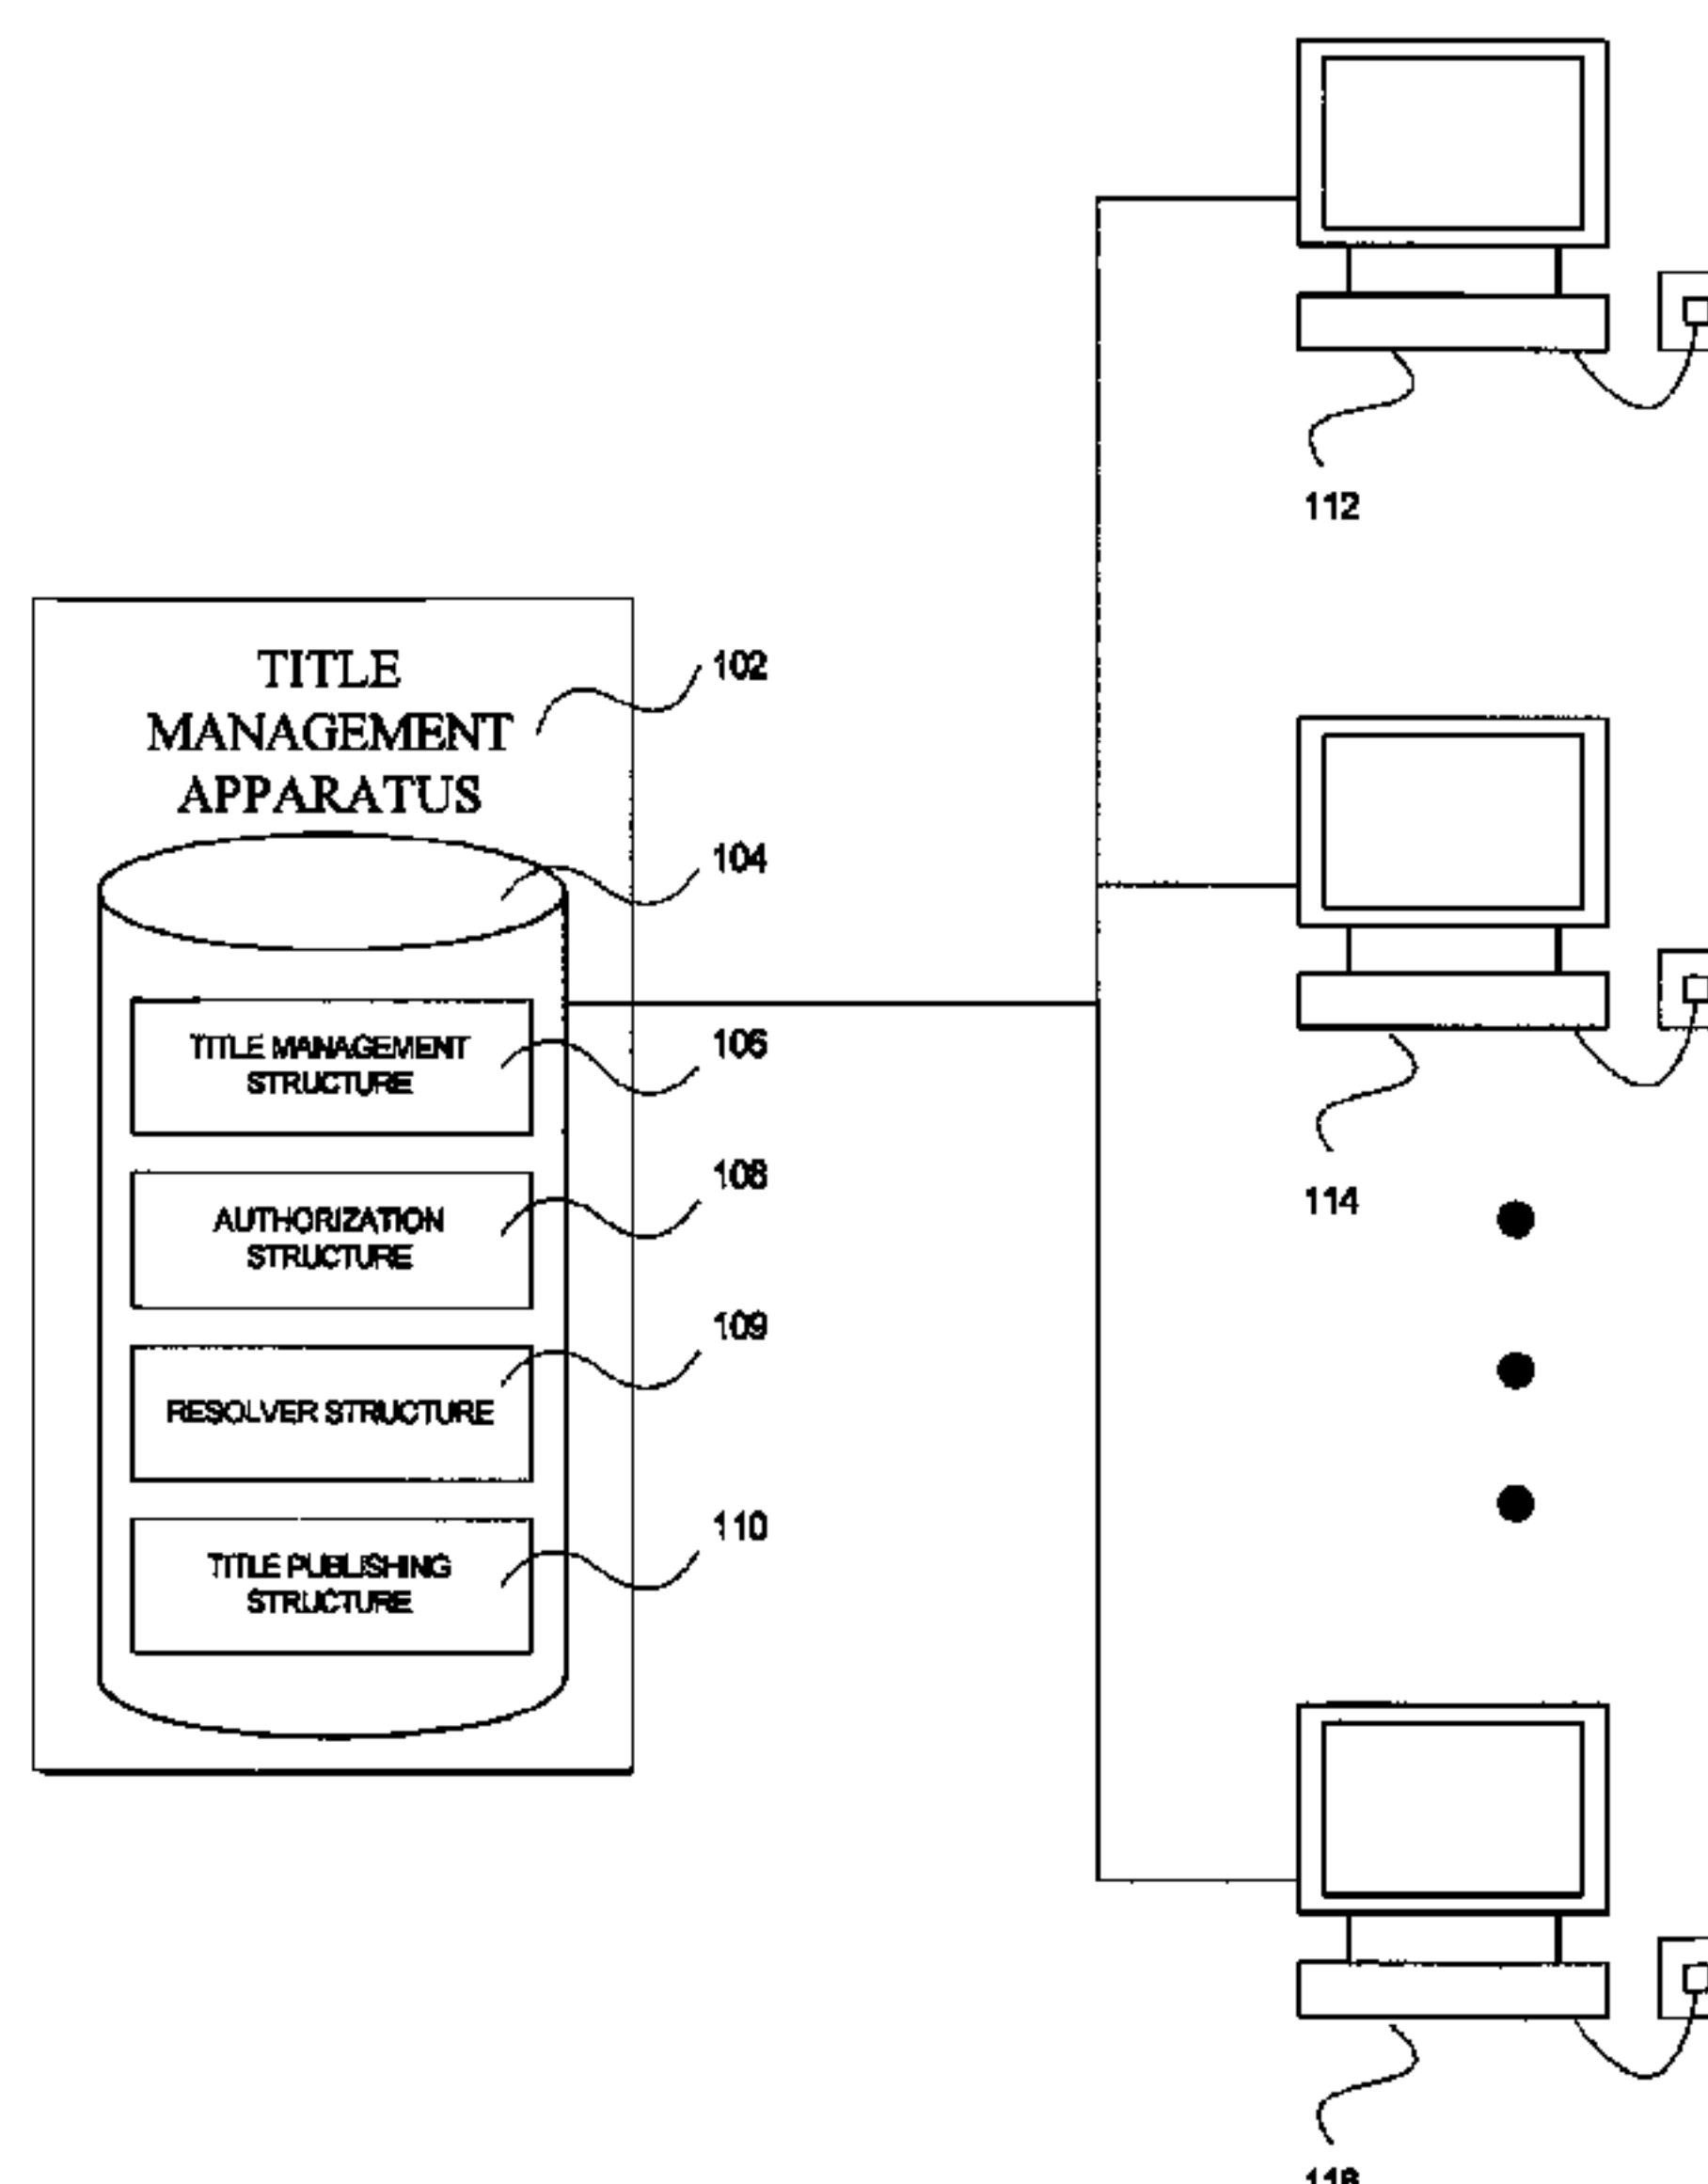 112
TITLE
MANAGEMENT
APPARATUS
102
104
TITLE MANAGEMENT
STRUCTURE
106
AUTHORIZATION
STRUCTURE
108
114
RESOLVER STRUCTURE
109
TITLE PUBLISHING
STRUCTURE
110